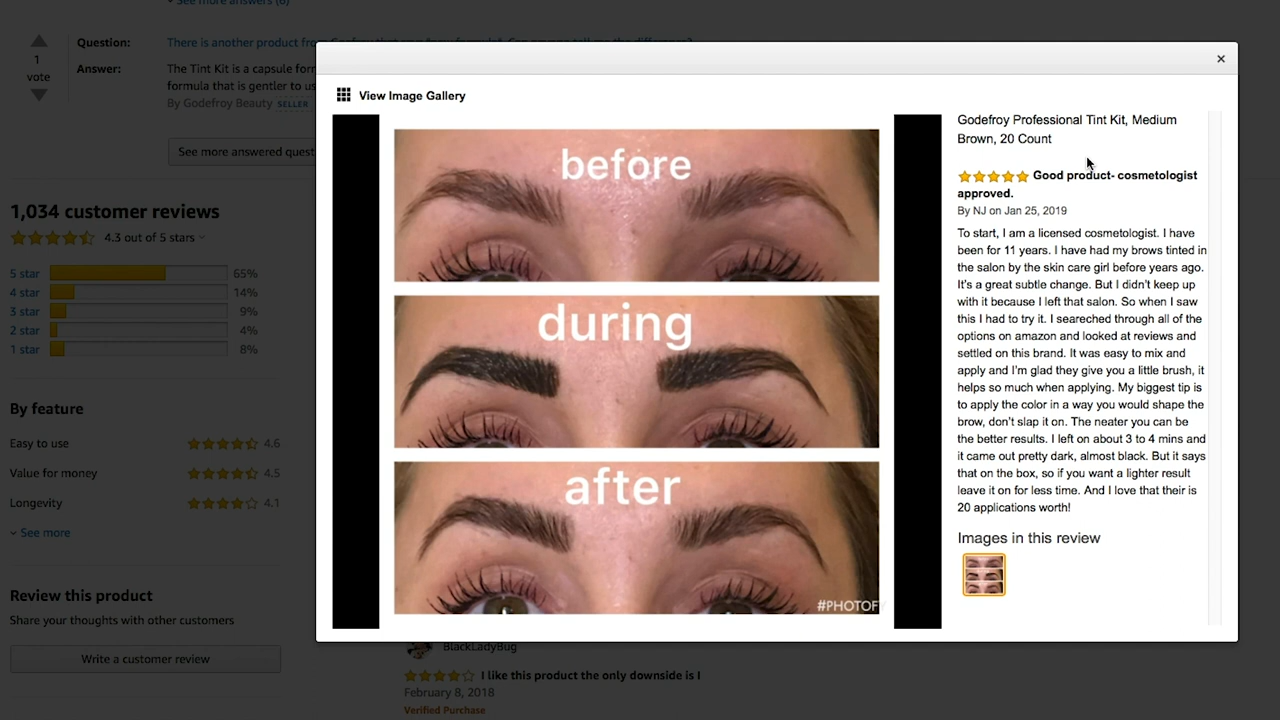 See more answers (6)
1
vote
Question:
There is another product from Godfroy that
Answer:
The Tint Kit is a capsule
formula that is gentler to
By Godefroy Beauty SELLER
See more answered
1,034 customer reviews
4.3 out of 5 stars
5 star 65%
4 star 14%
3 star 9%
2 star 4%
1 star 8%
By feature
Easy to use 4.6
Value for money 4.5
Longevity 4.1
See more
Review this product
Share your thoughts with other customers
Write a customer review
×
View Image Gallery
before
during
after
#PHOTOFY
Godefroy Professional Tint Kit, Medium
Brown, 20 Count
Good product- cosmetologist
approved.
By NJ on Jan 25, 2019
To start, I am a licensed cosmetologist. I have
been for 11 years. I have had my brows tinted in
the salon by the skin care girl before years ago.
It's a great subtle change. But I didn't keep up
with it because I left that salon. So when I saw
this I had to try it. I searched through all of the
options on amazon and looked at reviews and
settled on this brand. It was easy to mix and
apply and I'm glad they give you a little brush, it
helps so much when applying. My biggest tip is
to apply the color in a way you would shape the
brow, don't slap it on. The neater you can be
the better results. I left on about 3 to 4 mins and
it came out pretty dark, almost black. But it says
that on the box, so if you want a lighter result
leave it on for less time. And I love that their is
20 applications worth!
Images in this review
BlackLadyBug
I like this product the only downside is I
February 8, 2018
Verified Purchase